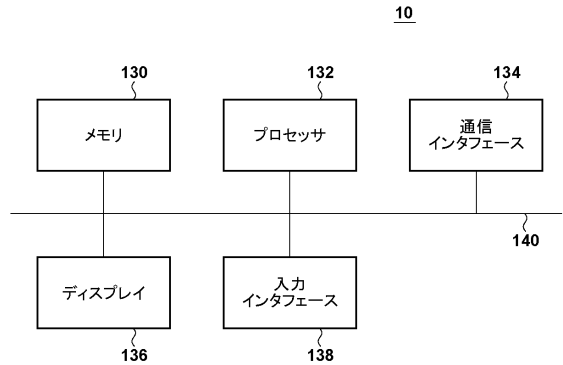 10
130
132
134
メモリ
プロセッサ
通信
インタフェース
140
ディスプレイ
入力
インタフェース
136
138